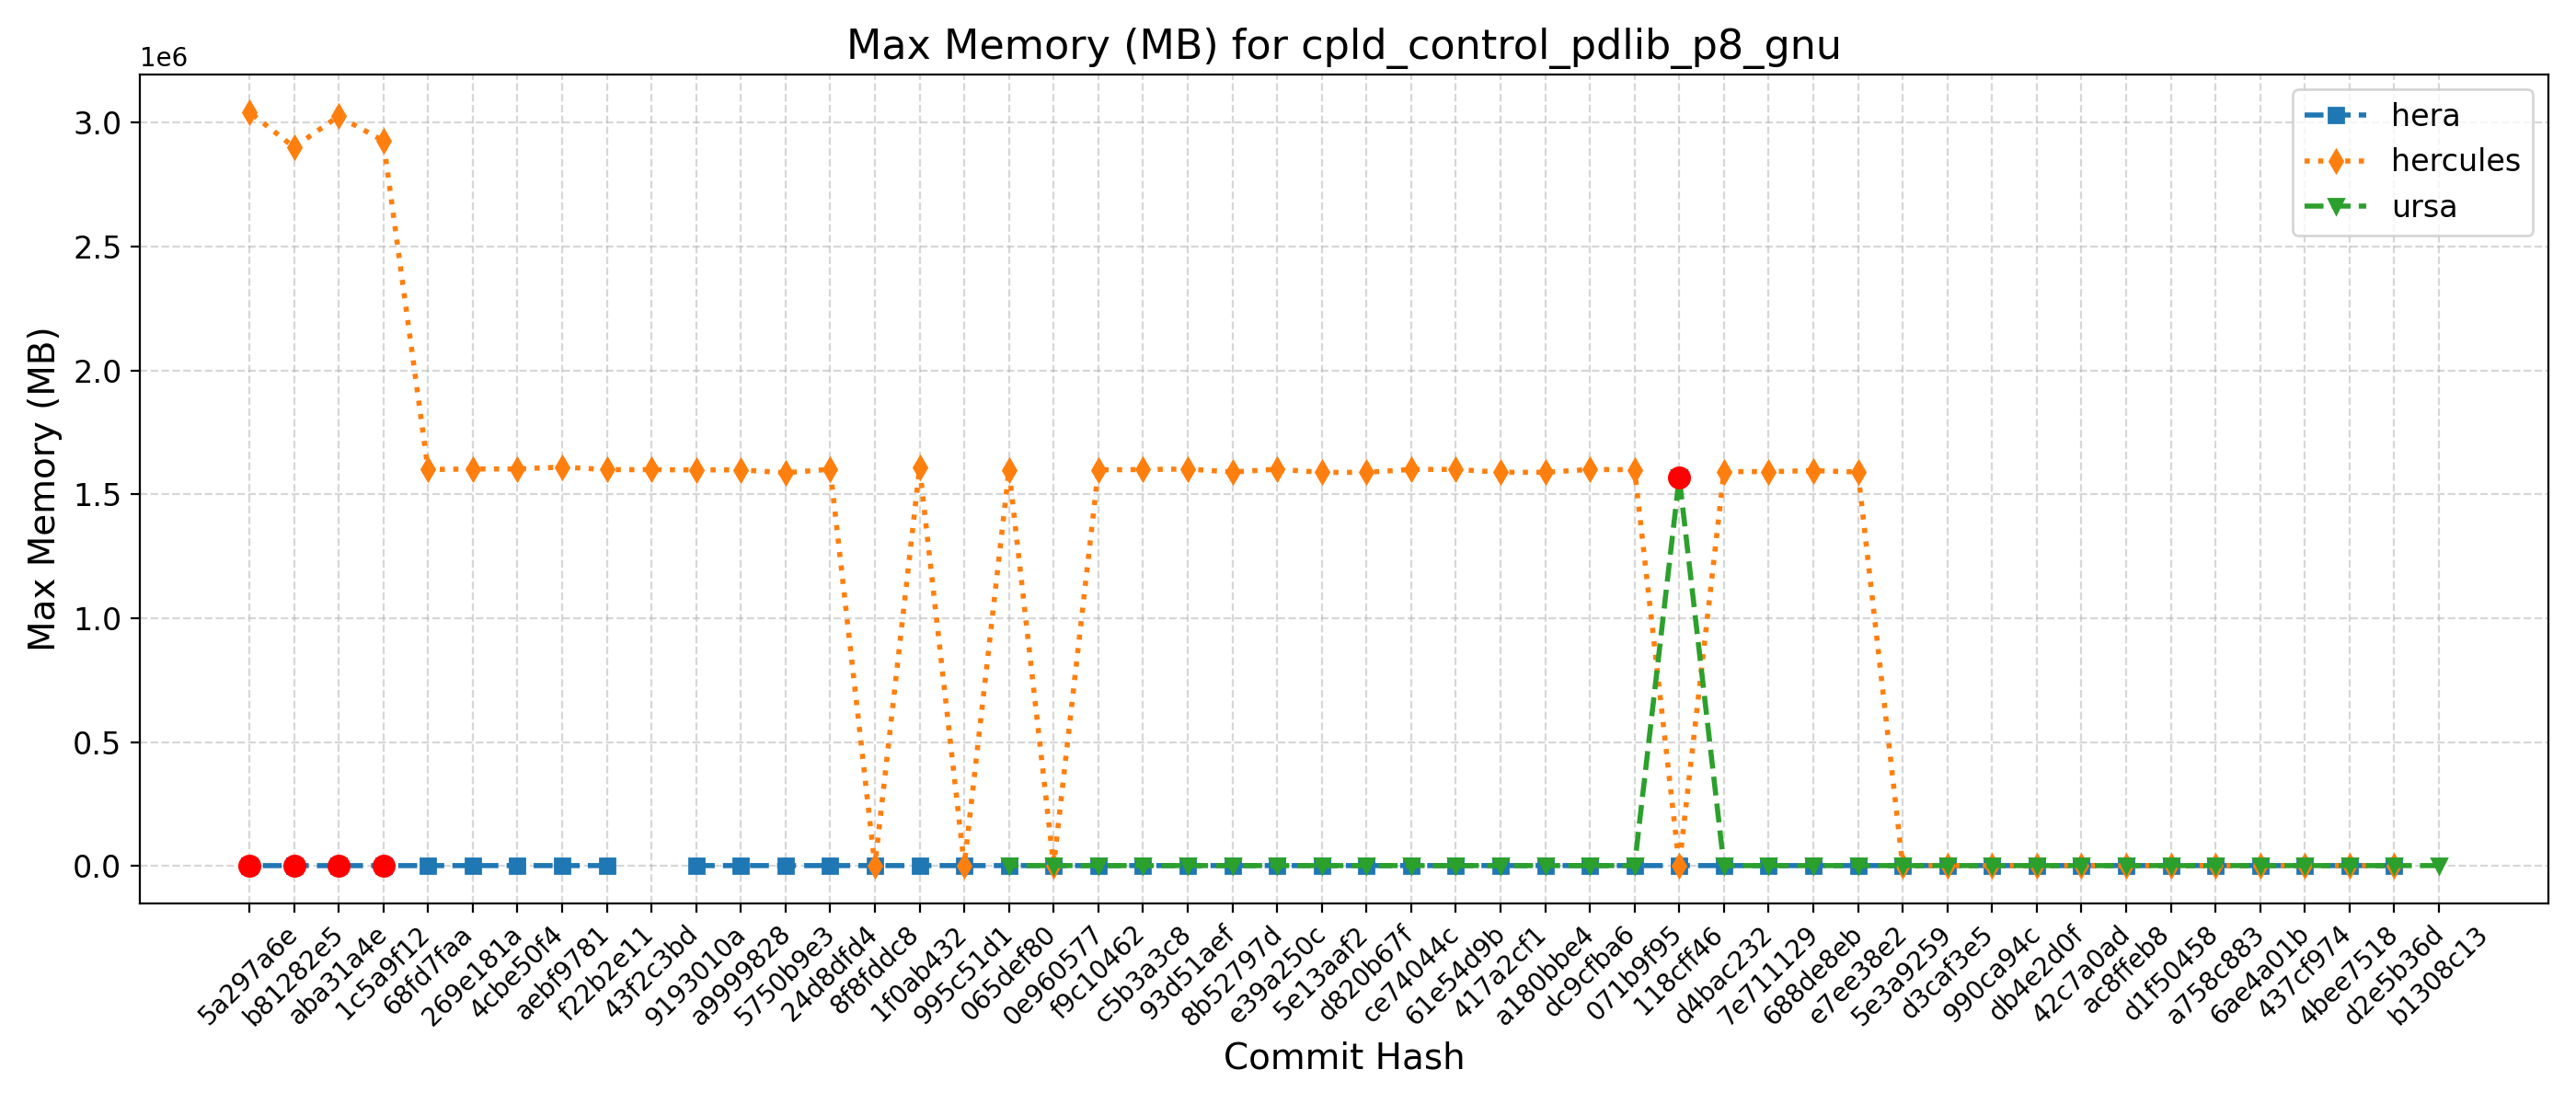 Max Memory (MB) for cpld_control_pdlib_p8_gnu
1e6
3.0
2.5
2.0
1.5
1.0
0.5
0.0
Max Memory (MB)
hera
hercules
ursa
5a297a6e
b81282e5
aba31a4e
1c5a9f12
68fd7faa
269e181a
4cbe50f4
aebf9781
f22b2e11
43f2c3bd
9193010a
a9999828
5750b9e3
24d8dfd4
8f8fddc8
1f0ab432
995c51d1
065def80
0e960577
f9c10462
c5b3a3c8
93d51aef
8b52797d
e39a250c
5e13aaf2
d820b67f
ce74044c
61e54d9b
417a2cf1
a180bbe4
dc9cfba6
071b9f95
118cff46
d4bac232
7e711129
688de8eb
e7ee38e2
5e3a9259
d3caf3e5
990ca94c
db4e2d0f
42c7a0ad
ac8ffeb8
d1f50458
a758c883
6ae4a01b
437cf974
4bee7518
d2e5b36d
b1308c13
Commit Hash